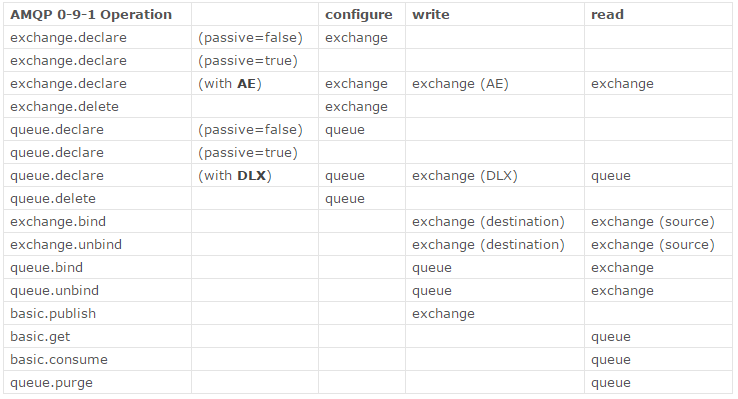 AMQP 0-9-1 Operation configure write read
exchange.declare (passive=false) exchange
exchange.declare (passive=true)
exchange.declare (with AE) exchange exchange (AE) exchange
exchange.delete exchange
queue.declare (passive=false) queue
queue.declare (passive=true)
queue.declare (with DLX) queue exchange (DLX) queue
queue.delete queue
exchange.bind exchange (destination) exchange (source)
exchange.unbind exchange (destination) exchange (source)
queue.bind queue exchange
queue.unbind queue exchange
basic.publish exchange
basic.get queue
basic.consume queue
queue.purge queue